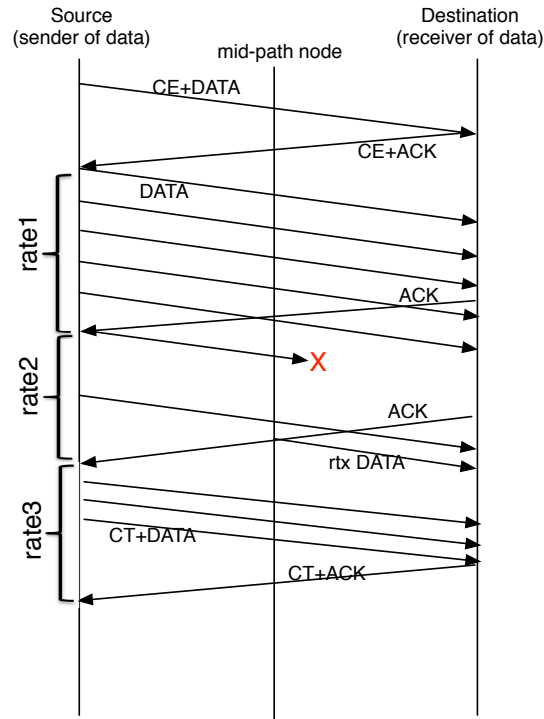 Source
(sender of data)
mid-path node
Destination
(receiver of data)
CE+DATA
CE+ACK
DATA
rate1
ACK
X
rate2
ACK
rtx DATA
rate3
CT+DATA
CT+ACK